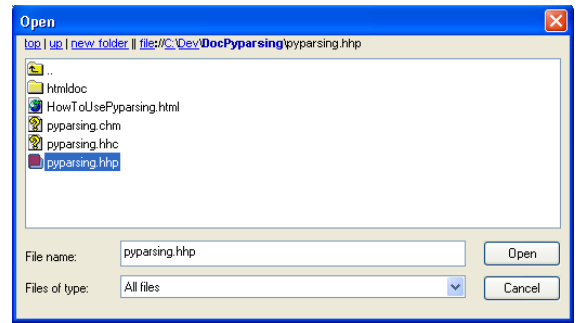 Open
top | up | new folder || file://C:\Dev\DocPyparsing\pyparsing.hhp
..
htmldoc
HowToUsePyparsing.html
pyparsing.chm
pyparsing.hhc
pyparsing.hhp
File name: pyparsing.hhp Open
Files of type: All files Cancel